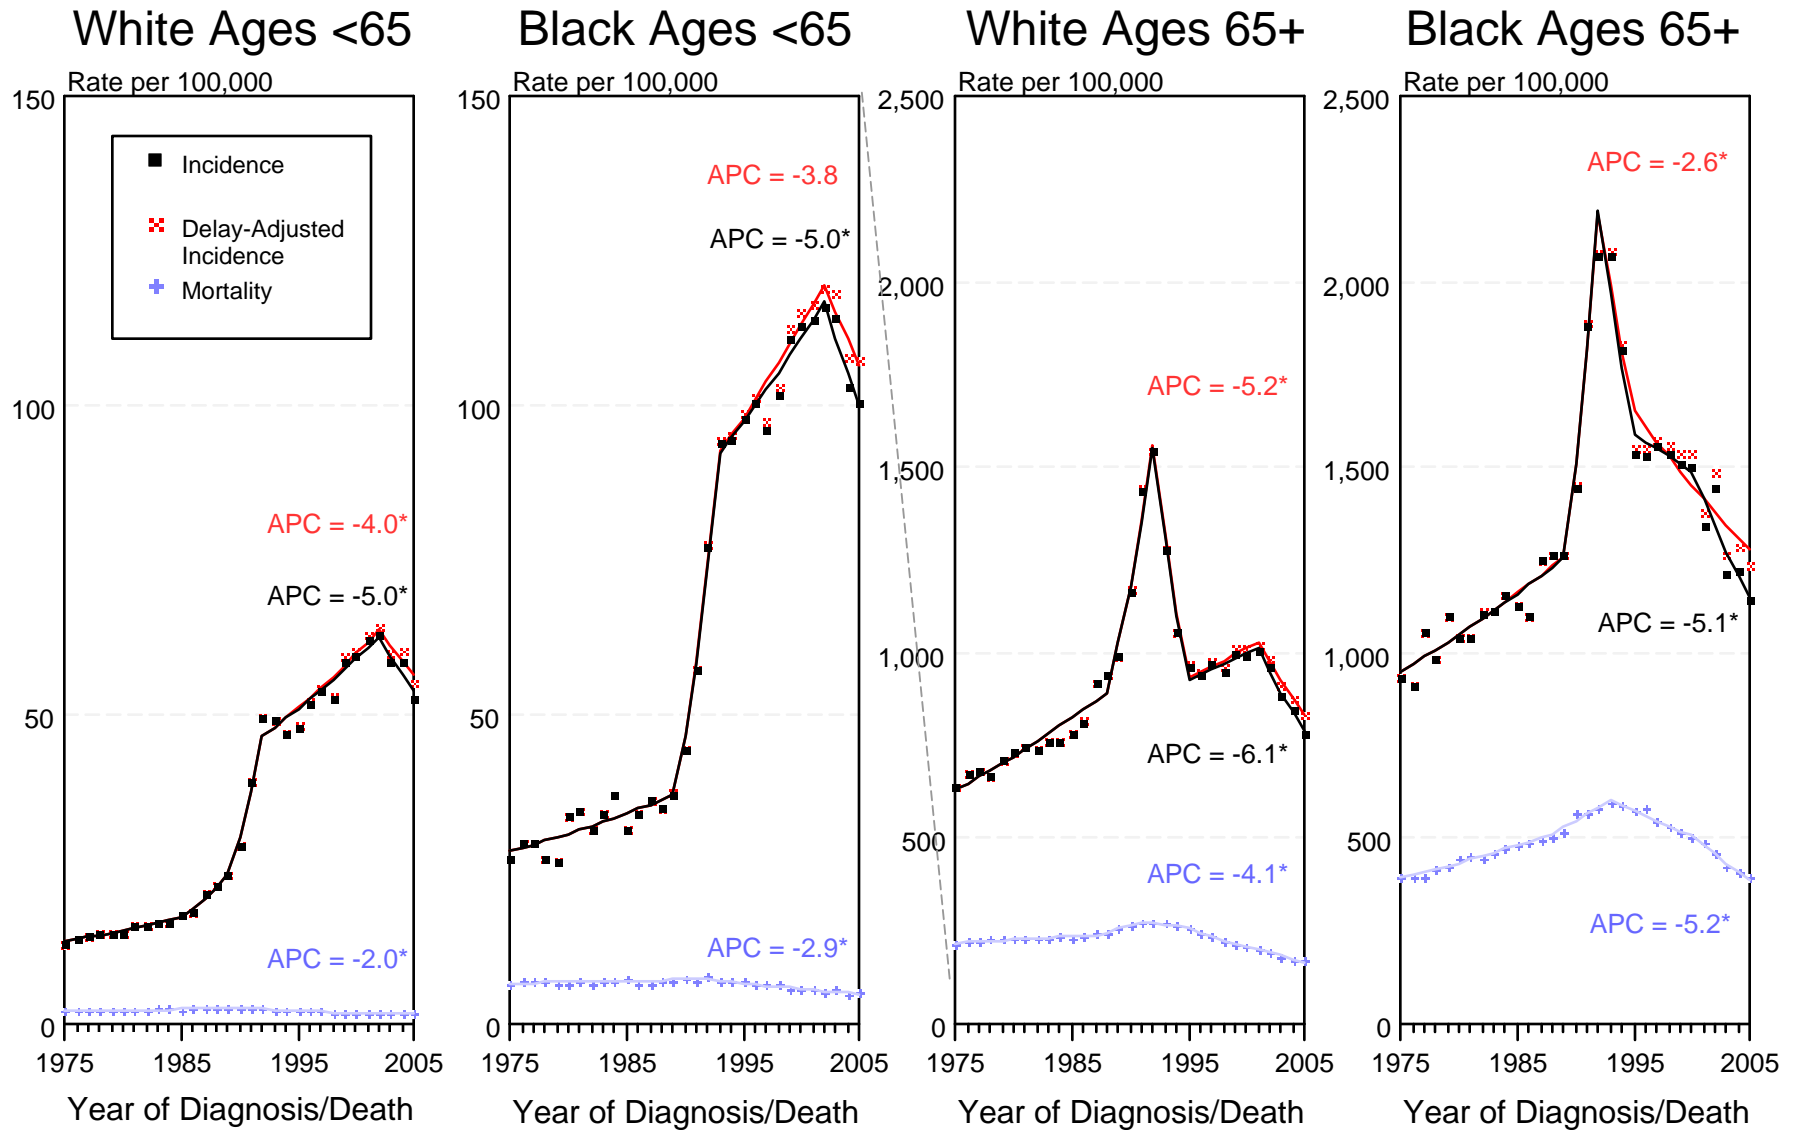 White Ages <65
Rate per 100,000
150
100
50
0
Incidence
Delay-Adjusted
Incidence
Mortality
APC = -4.0*
APC = -5.0*
APC = -2.0*
1975 1985 1995 2005
Year of Diagnosis/Death
Black Ages <65
Rate per 100,000
150
100
50
0
APC = -3.8
APC = -5.0*
APC = -2.9*
1975 1985 1995 2005
Year of Diagnosis/Death
White Ages 65+
Rate per 100,000
2,500
2,000
1,500
1,000
500
0
APC = -5.2*
APC = -6.1*
APC = -4.1*
1975 1985 1995 2005
Year of Diagnosis/Death
Black Ages 65+
Rate per 100,000
2,500
2,000
1,500
1,000
500
0
APC = -2.6*
APC = -5.1*
APC = -5.2*
1975 1985 1995 2005
Year of Diagnosis/Death